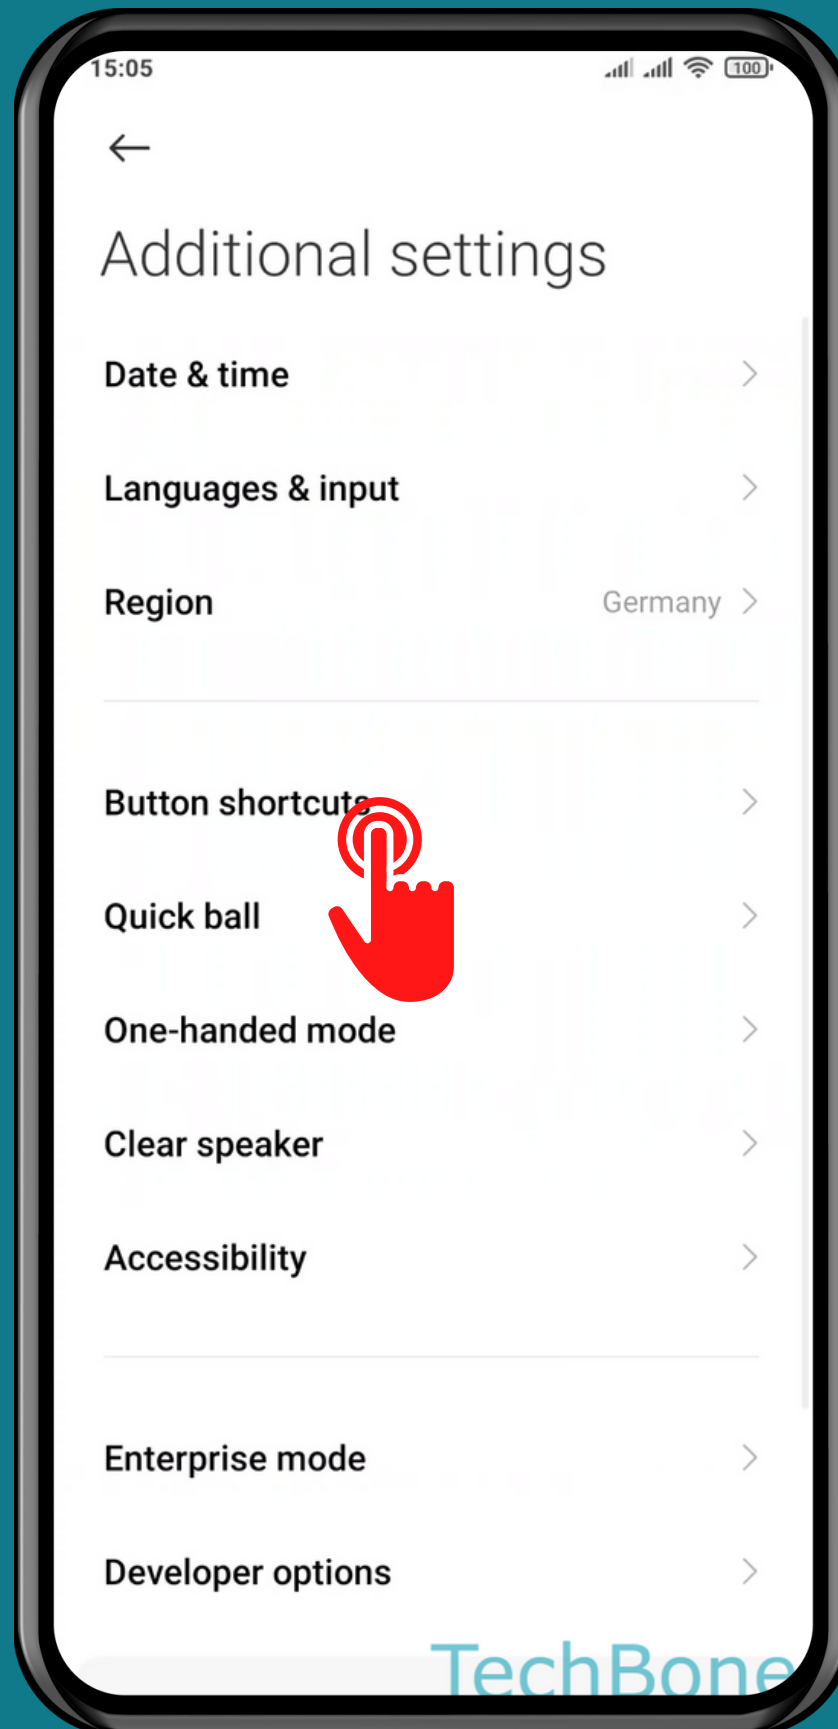 15:05
100
Additional settings
Date & time
Languages & input
Region
Germany
Button shortcuts
Quick ball
One-handed mode
Clear speaker
Accessibility
Enterprise mode
Developer options
TechBone